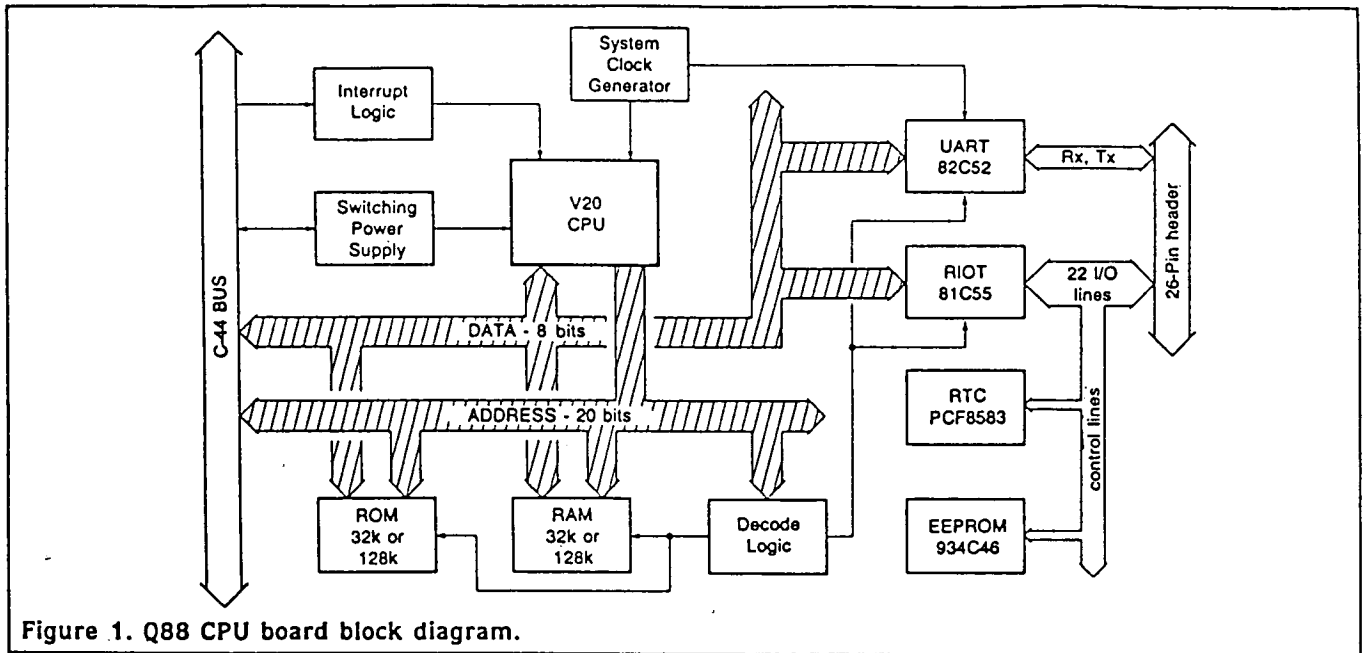 System
Clock
Generator
Interrupt
Logic
UART
82C52
Rx, Tx
V20
CPU
Switching
Power
Supply
26-Pin header
RIOT
81C55
22 I/O
lines
C-44 BUS
DATA - 8 bits
RTC
PCF8583
ADDRESS - 20 bits
control lines
ROM
32k or
128k
RAM
32k or
128k
Decode
Logic
EEPROM
934C46
Figure 1. Q88 CPU board block diagram.